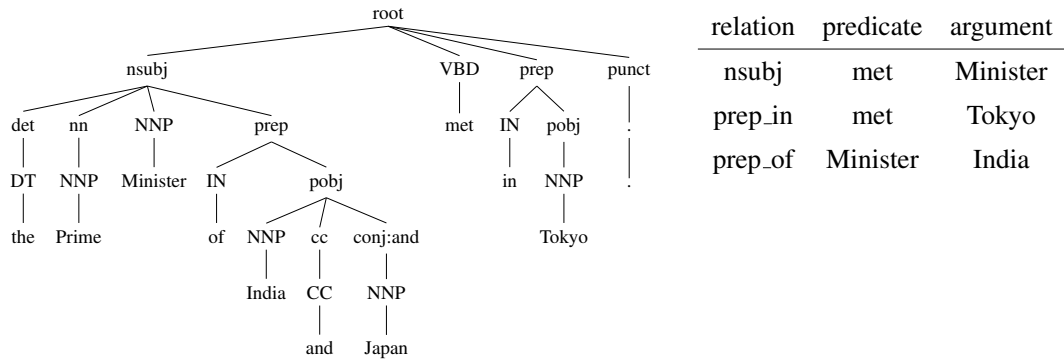 root
nsubj VBD prep punct
det nn NNP prep met IN pobj .
DT NNP Minister IN pobj in NNP .
the Prime of NNP cc conj:and Tokyo
India CC NNP
and Japan
relation predicate argument
nsubj met Minister
prep_in met Tokyo
prep_of Minister India